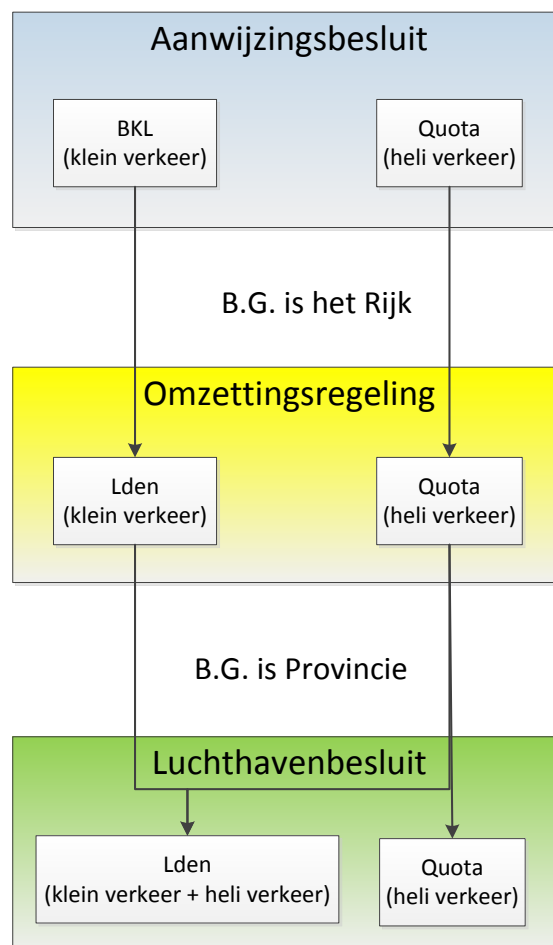 Aanwijzingsbesluit
BKL
(klein verkeer)
Quota
(heli verkeer)
B.G. is het Rijk
Omzettingsregeling
Lden
(klein verkeer)
Quota
(heli verkeer)
B.G. is Provincie
Luchthavenbesluit
Lden
(klein verkeer + heli verkeer)
Quota
(heli verkeer)